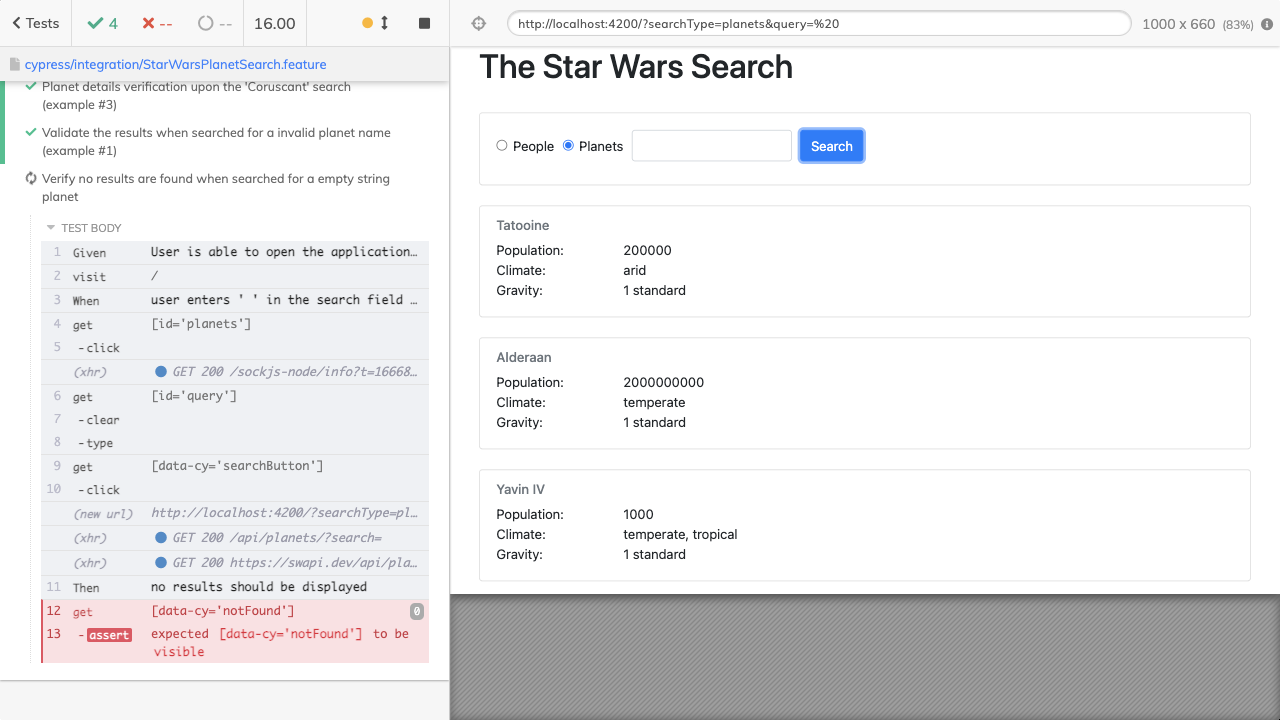 Tests
4
--
--
16.00
http://localhost:4200/?searchType=planets&query=%20
1000 x 660 (83%)
cypress/integration/StarWarsPlanetSearch.feature
Planet details verification upon the 'Coruscant' search
(example #3)
Validate the results when searched for a invalid planet name
(example #1)
Verify no results are found when searched for a empty string
planet
TEST BODY
1 Given User is able to open the application…
2 visit /
3 When user enters ' ' in the search field …
4 get [id='planets']
5 -click
(xhr) GET 200 /sockjs-node/info?t=16668…
6 get [id='query']
7 -clear
8 -type
9 get [data-cy='searchButton']
10 -click
(new url) http://localhost:4200/?searchType=pl…
(xhr) GET 200 /api/planets/?search=
(xhr) GET 200 https://swapi.dev/api/pla…
11 Then no results should be displayed
12 get [data-cy='notFound'] 0
13 -assert expected [data-cy='notFound'] to be
visible
The Star Wars Search
People Planets Search
Tatooine
Population: 200000
Climate: arid
Gravity: 1 standard
Alderaan
Population: 2000000000
Climate: temperate
Gravity: 1 standard
Yavin IV
Population: 1000
Climate: temperate, tropical
Gravity: 1 standard